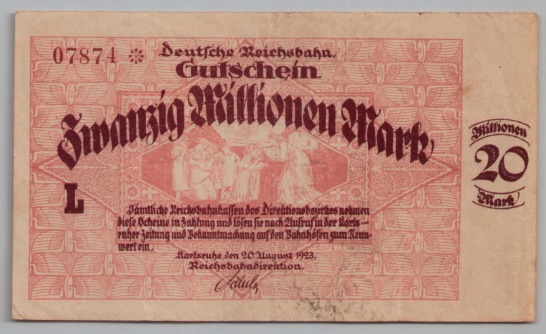 07874 * Deutsche Reichsbahn.
Gutschein.
Zwanzig Millionen Mark
Millionen
20
Mark
L
Sämtliche Reichsbahnkassen des Direktionsbezirkes nehmen
diese Scheine in Zahlung und lösen sie nach Aufruf in der Karls-
ruher Zeitung und Bekanntmachung auf den Bahnhöfen zum Nenn-
wert ein.
Karlsruhe den 20. August 1923.
Reichsbahndirektion.